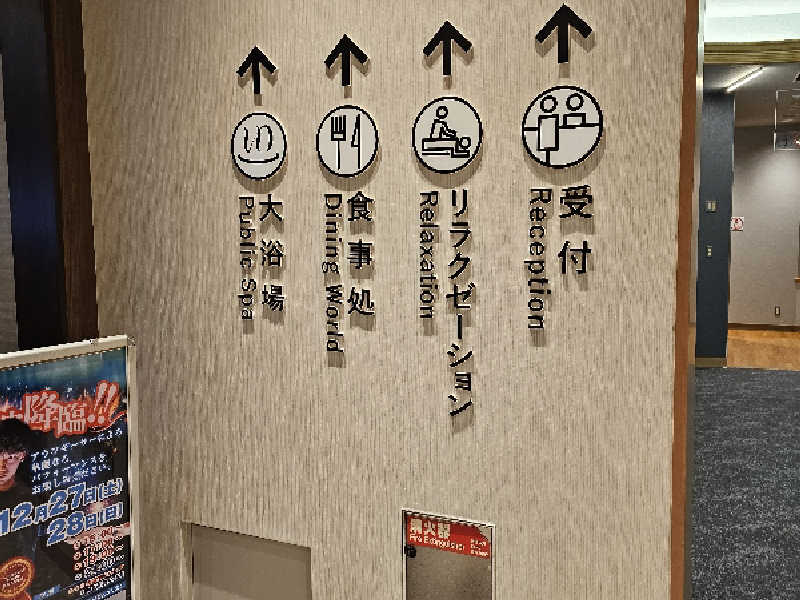 受付
Reception
リラクゼーション
Relaxation
食事処
Dining World
大浴場
Public Spa
降臨!!
12月27日(土)
28日(日)
消火器
Fire Extinguisher